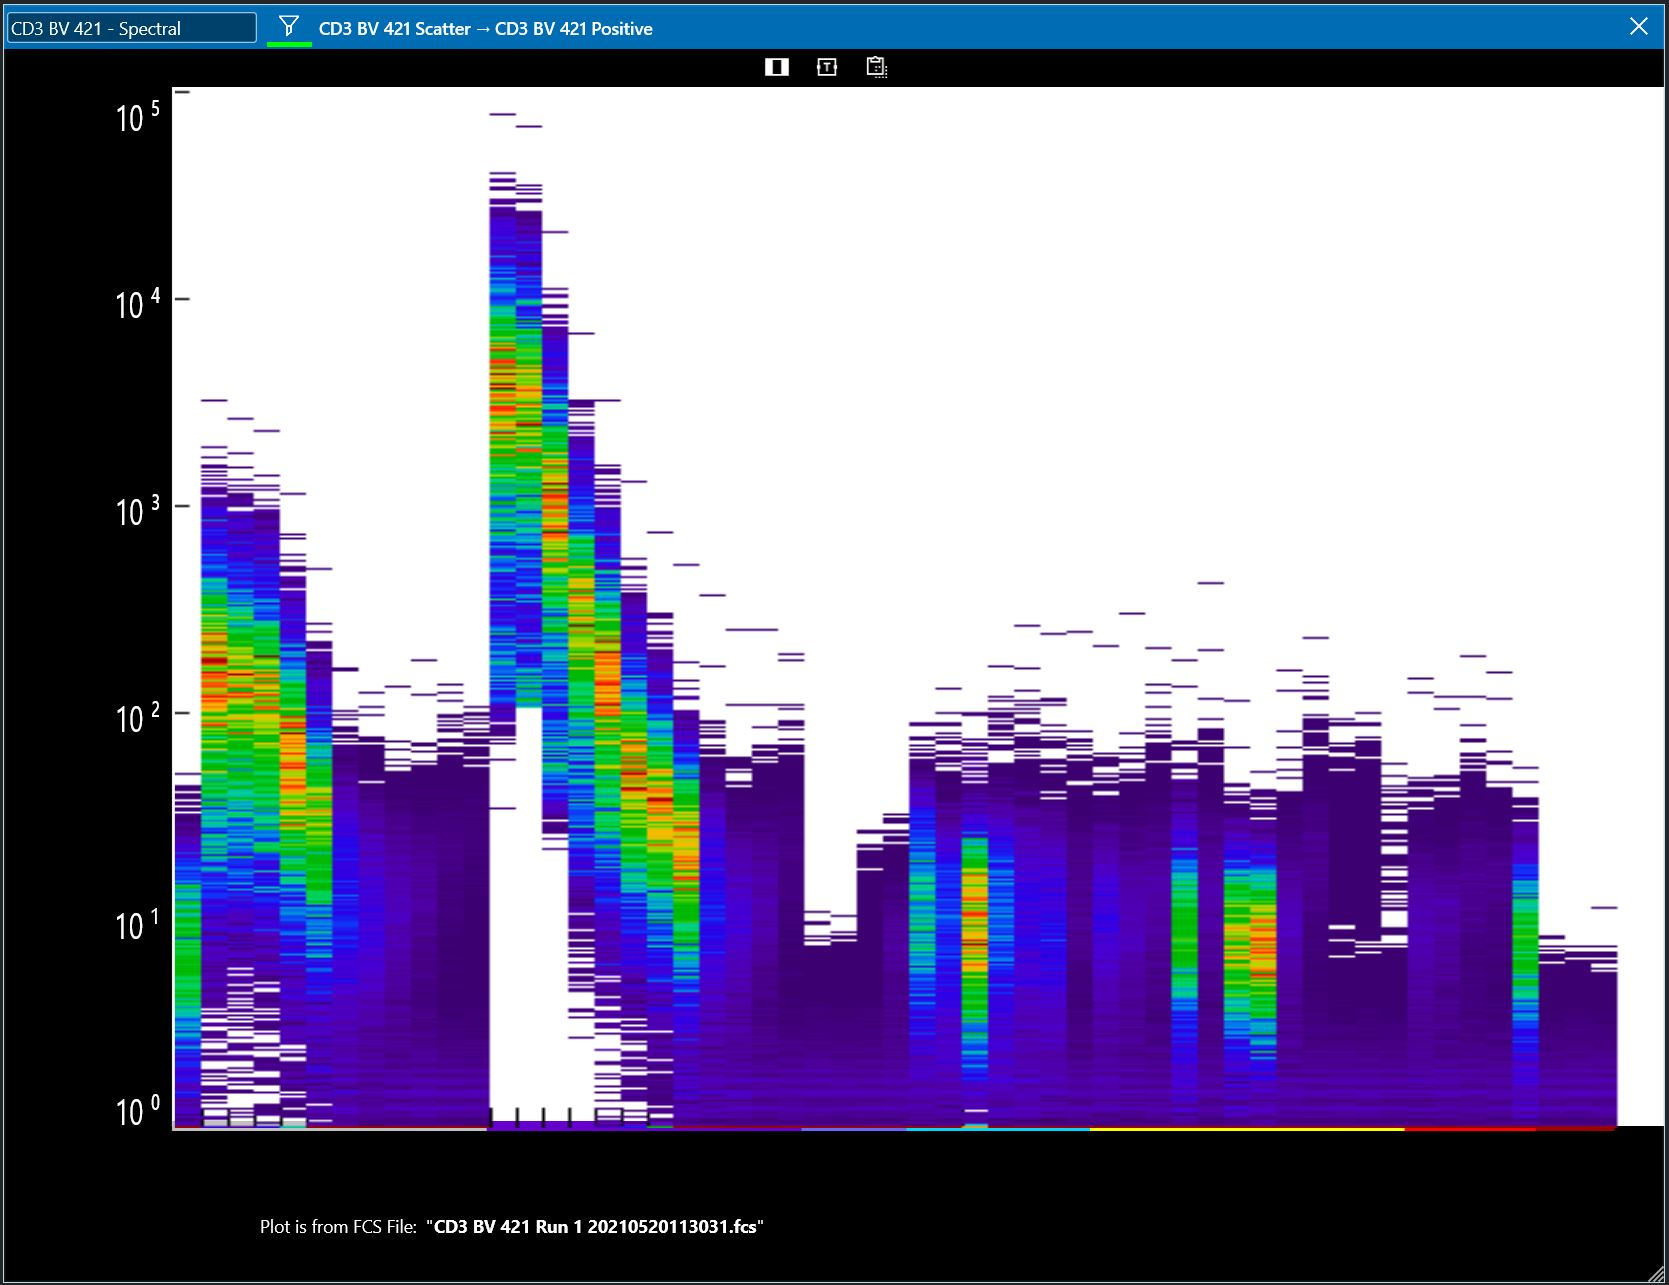 CD3 BV 421 - Spectral
CD3 BV 421 Scatter → CD3 BV 421 Positive
T
10 5
10 4
10 3
10 2
10 1
10 0
Plot is from FCS File: "CD3 BV 421 Run 1 20210520113031.fcs"